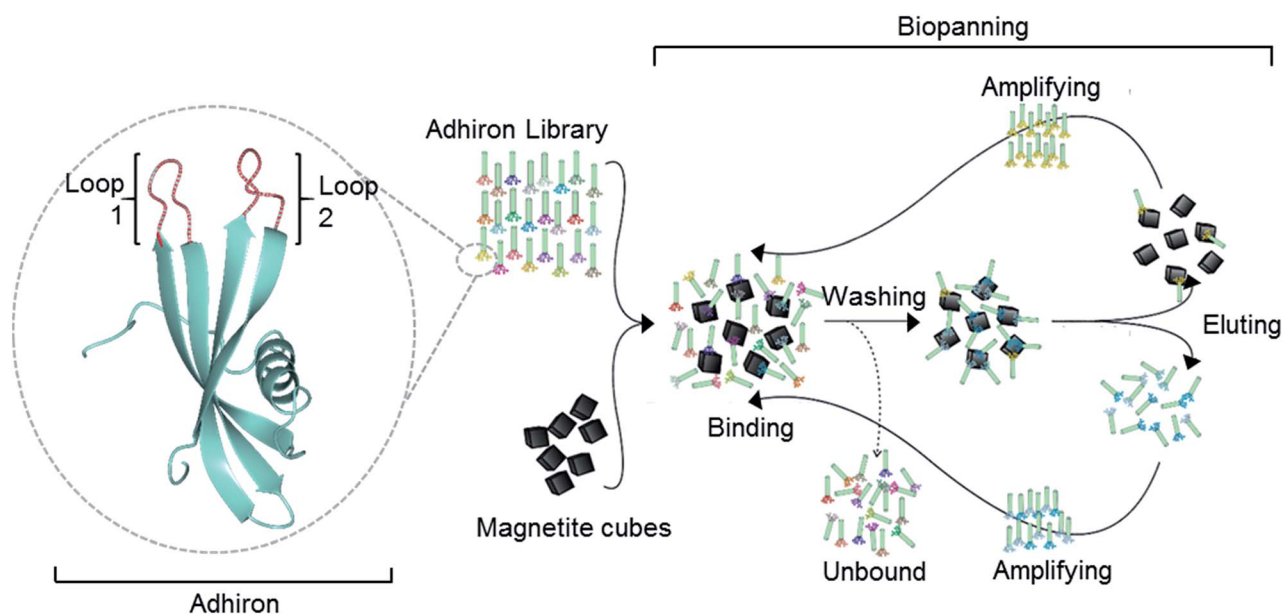 Biopanning
Amplifying
Adhiron Library
Loop
1
Loop
2
Washing
Eluting
Binding
Magnetite cubes
Unbound
Amplifying
Adhiron